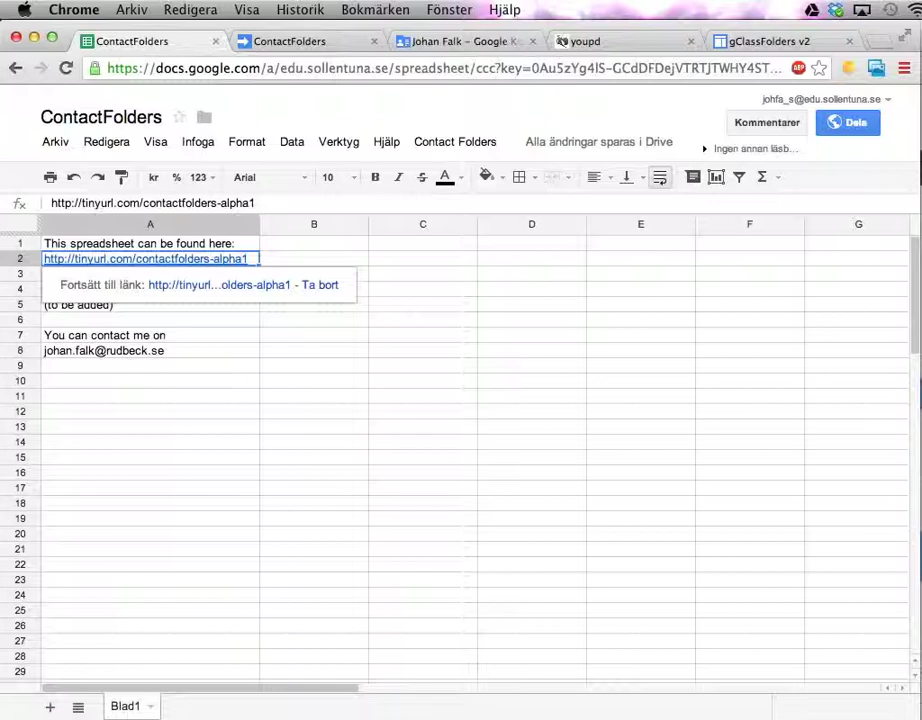 Chrome Arkiv Redigera Visa Historik Bokmärken Fönster Hjälp
ContactFolders ContactFolders Johan Falk – Google K youpd gClassFolders v2
https://docs.google.com/a/edu.sollentuna.se/spreadsheet/ccc?key=0Au5zYg4IS-GCdDFDejVTRTJTWHY4ST... ABP
johfa_s@edu.sollentuna.se
ContactFolders Kommentarer Dela
Arkiv Redigera Visa Infoga Format Data Verktyg Hjälp Contact Folders Alla ändringar sparas i Drive Ingen annan läsb...
kr % 123 Arial 10 B I S A Σ
fx http://tinyurl.com/contactfolders-alpha1
A B C D E F G
1 This spreadsheet can be found here:
2 http://tinyurl.com/contactfolders-alpha1
3 Fortsätt till länk: http://tinyurl...olders-alpha1 - Ta bort
4
5 (to be added)
6
7 You can contact me on
8 johan.falk@rudbeck.se
9
10
11
12
13
14
15
16
17
18
19
20
21
22
23
24
25
26
27
28
29
+ Blad1